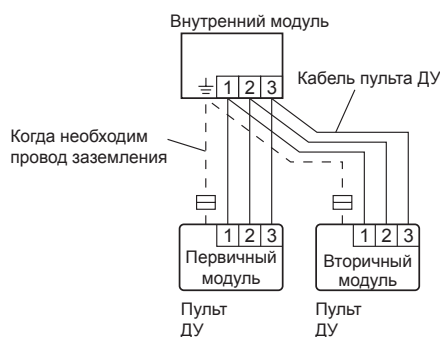 Внутренний модуль
1 2 3
Кабель пульта ДУ
Когда необходим
провод заземления
1 2 3
Первичный
модуль
1 2 3
Вторичный
модуль
Пульт
ДУ
Пульт
ДУ